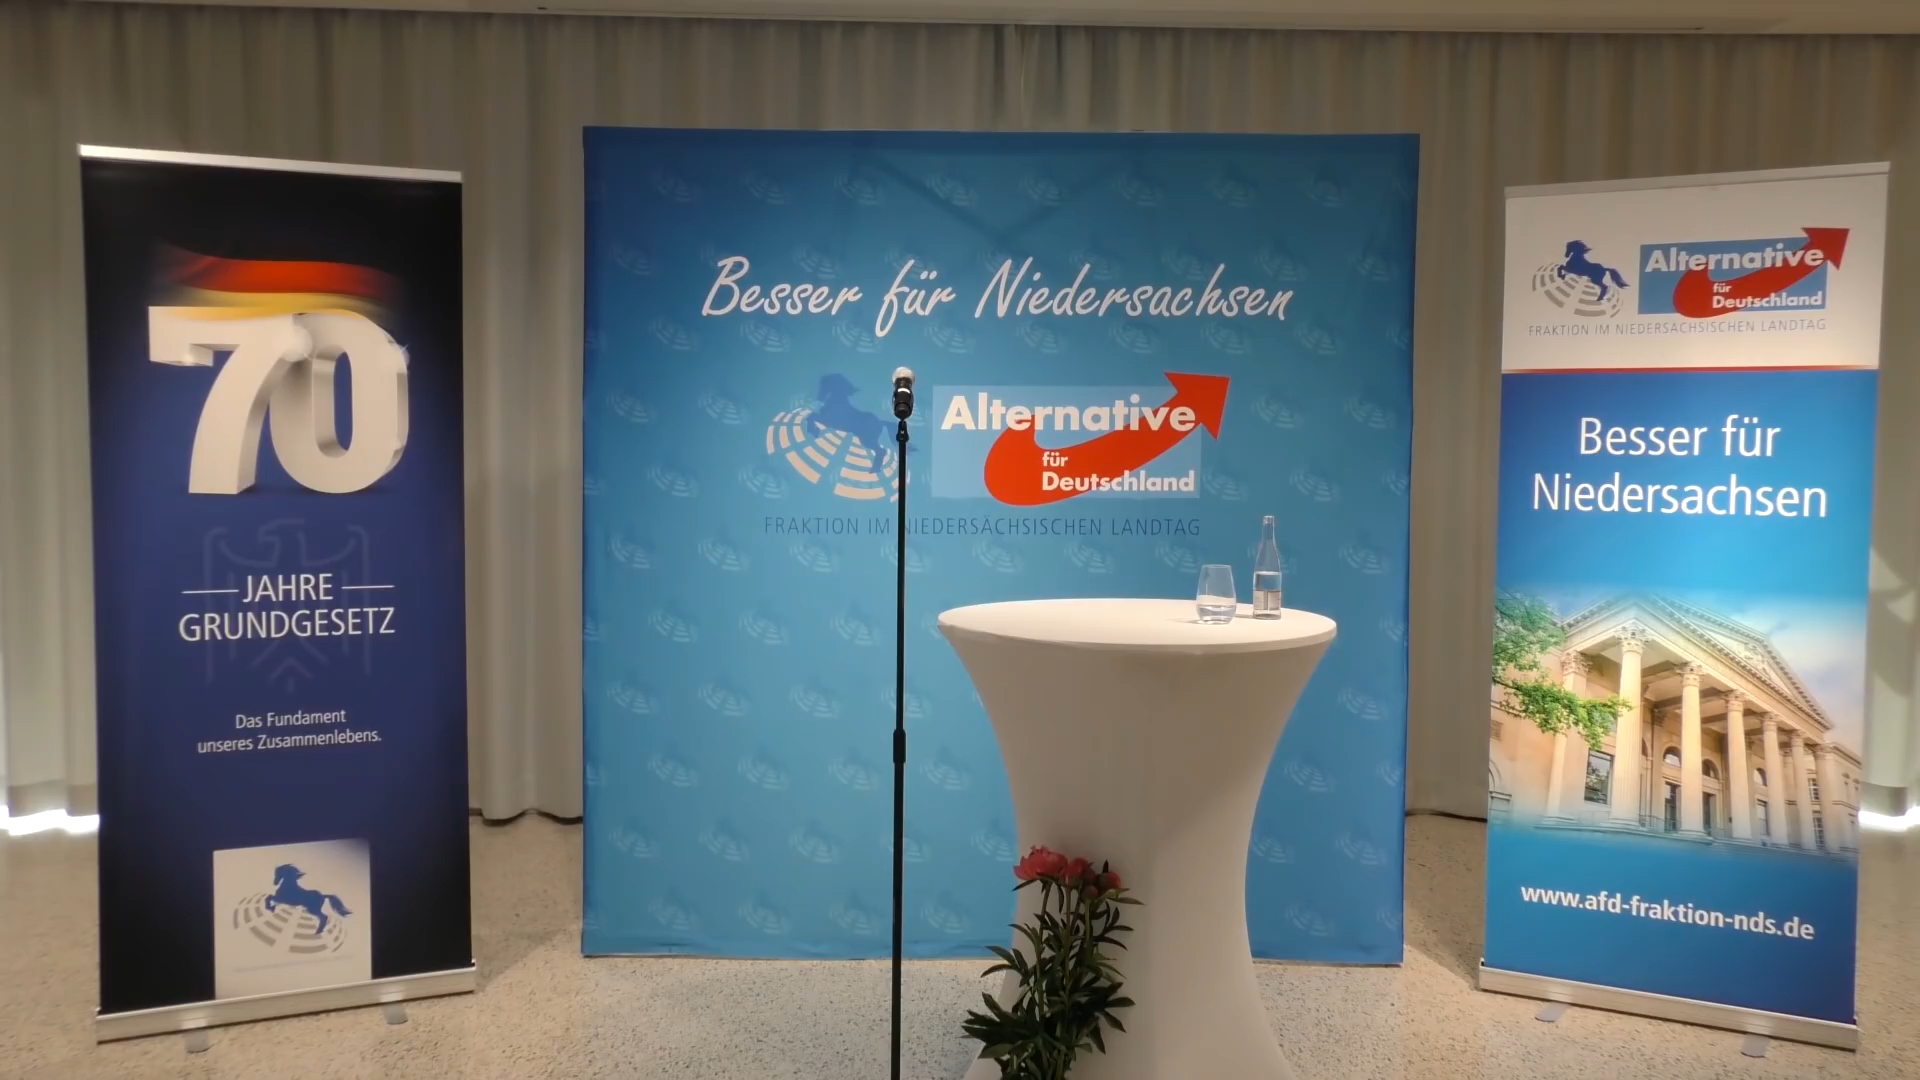 70
JAHRE
GRUNDGESETZ
Das Fundament
unseres Zusammenlebens.
Besser für Niedersachsen
Alternative
für
Deutschland
FRAKTION IM NIEDERSÄCHSISCHEN LANDTAG
Alternative
für
Deutschland
FRAKTION IM NIEDERSÄCHSISCHEN LANDTAG
Besser für
Niedersachsen
www.afd-fraktion-nds.de